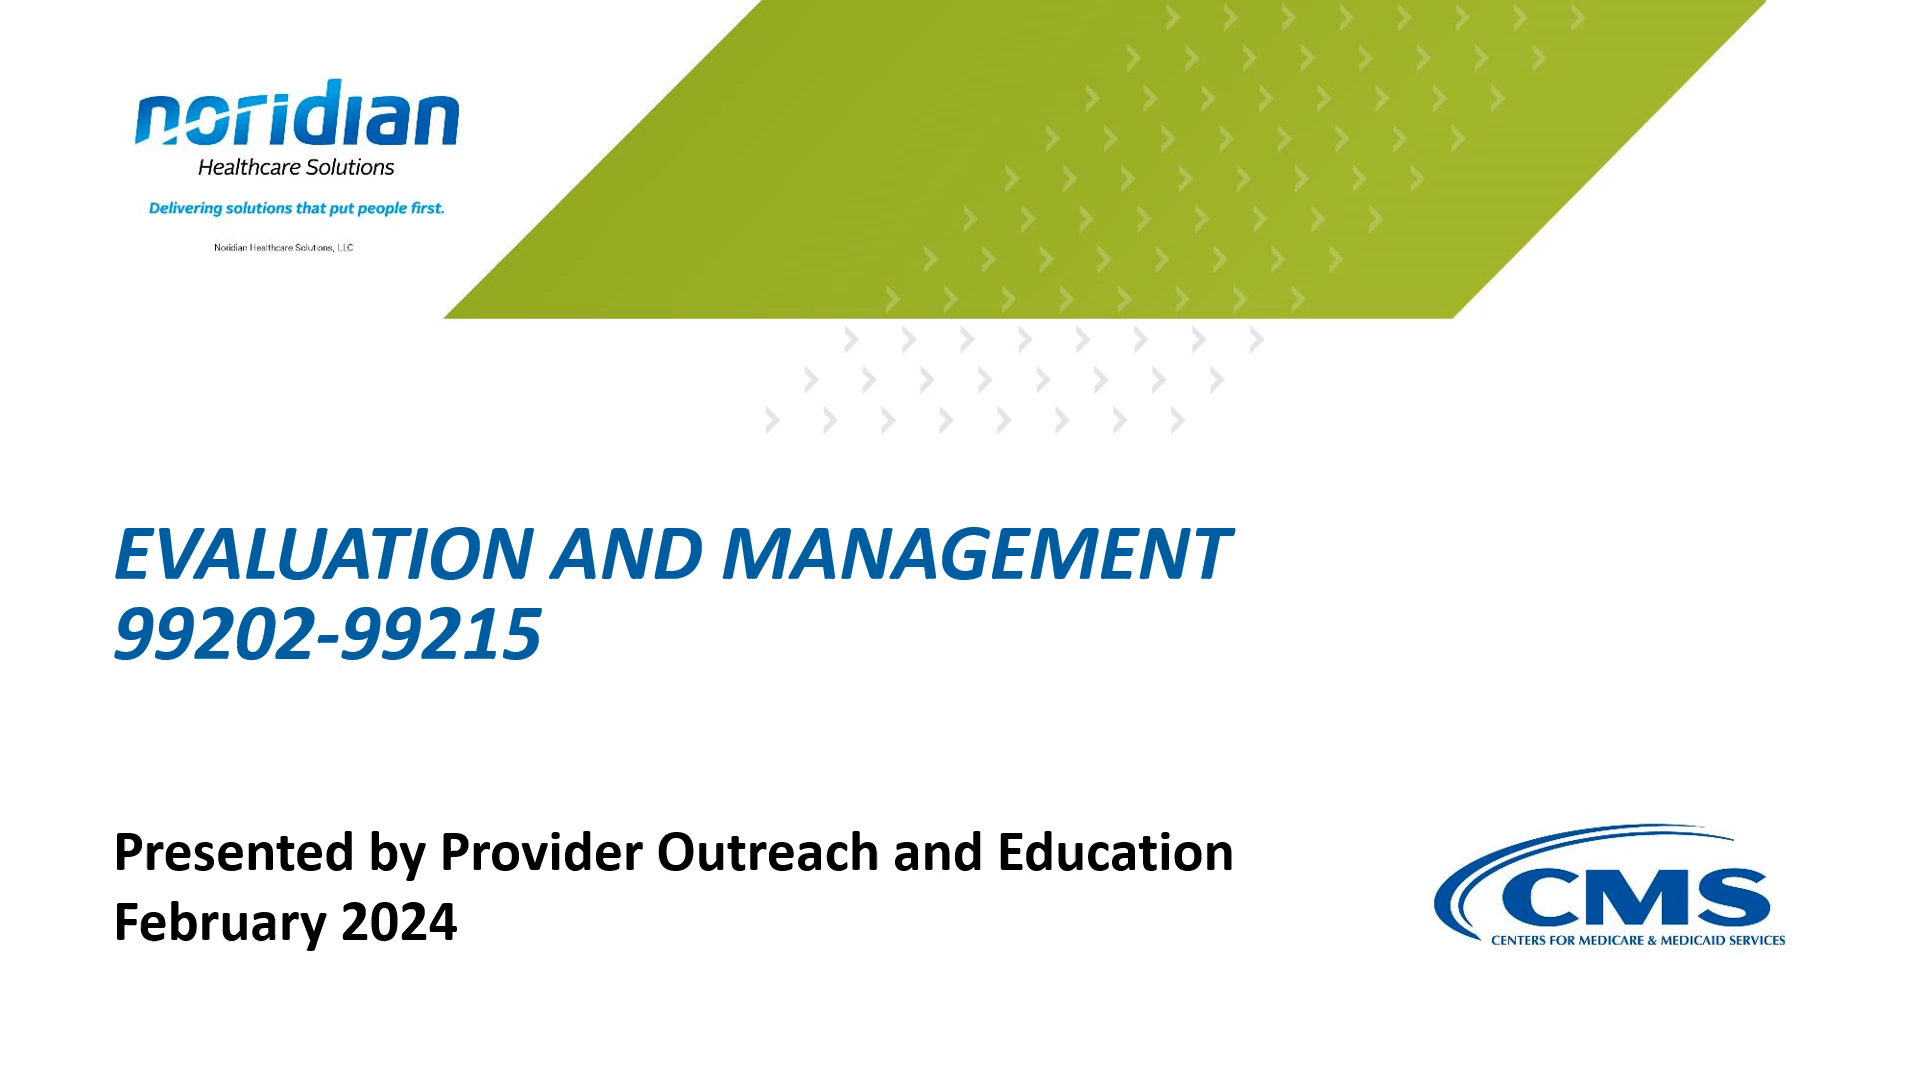 noridian
Healthcare Solutions
Delivering solutions that put people first.
Noridian Healthcare Solutions, LLC
EVALUATION AND MANAGEMENT
99202-99215
Presented by Provider Outreach and Education
February 2024
CMS
CENTERS FOR MEDICARE & MEDICAID SERVICES